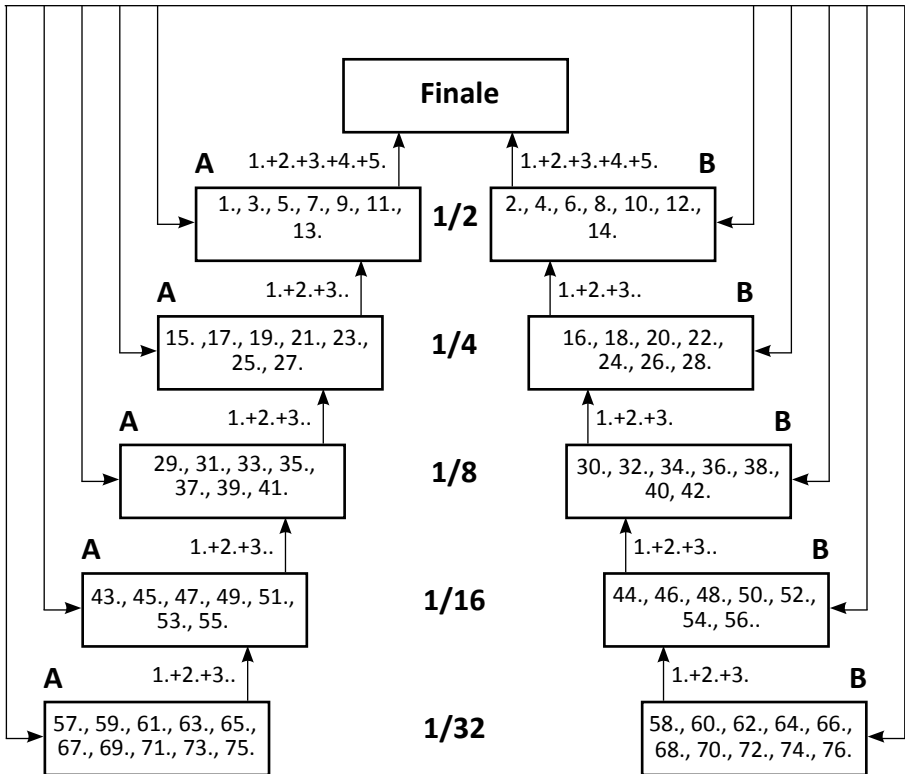 Finale
A 1.+2.+3.+4.+5. 1.+2.+3.+4.+5. B
1., 3., 5., 7., 9., 11.,
13.
1/2
2., 4., 6., 8., 10., 12.,
14.
A 1.+2.+3.. 1.+2.+3.. B
15. ,17., 19., 21., 23.,
25., 27.
1/4
16., 18., 20., 22.,
24., 26., 28.
A 1.+2.+3.. 1.+2.+3. B
29., 31., 33., 35.,
37., 39., 41.
1/8
30., 32., 34., 36., 38.,
40, 42.
A 1.+2.+3.. 1.+2.+3.. B
43., 45., 47., 49., 51.,
53., 55.
1/16
44., 46., 48., 50., 52.,
54., 56..
A 1.+2.+3.. 1.+2.+3. B
57., 59., 61., 63., 65.,
67., 69., 71., 73., 75.
1/32
58., 60., 62., 64., 66.,
68., 70., 72., 74., 76.